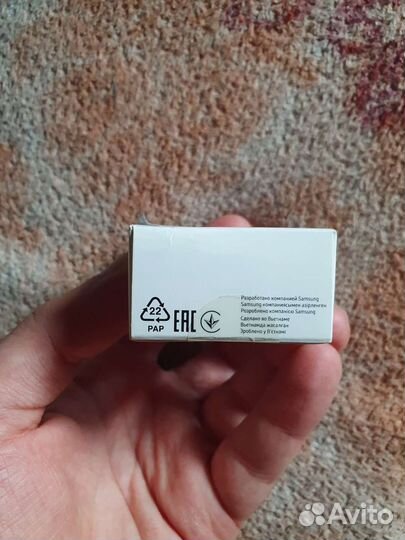 22
PAP
EAC
Разработано компанией Samsung
Samsung компаниясымен әзірленген
Розроблено компанією Samsung
Сделано во Вьетнаме
Вьетнамда жасалған
Зроблено у В'єтнамі
Avito